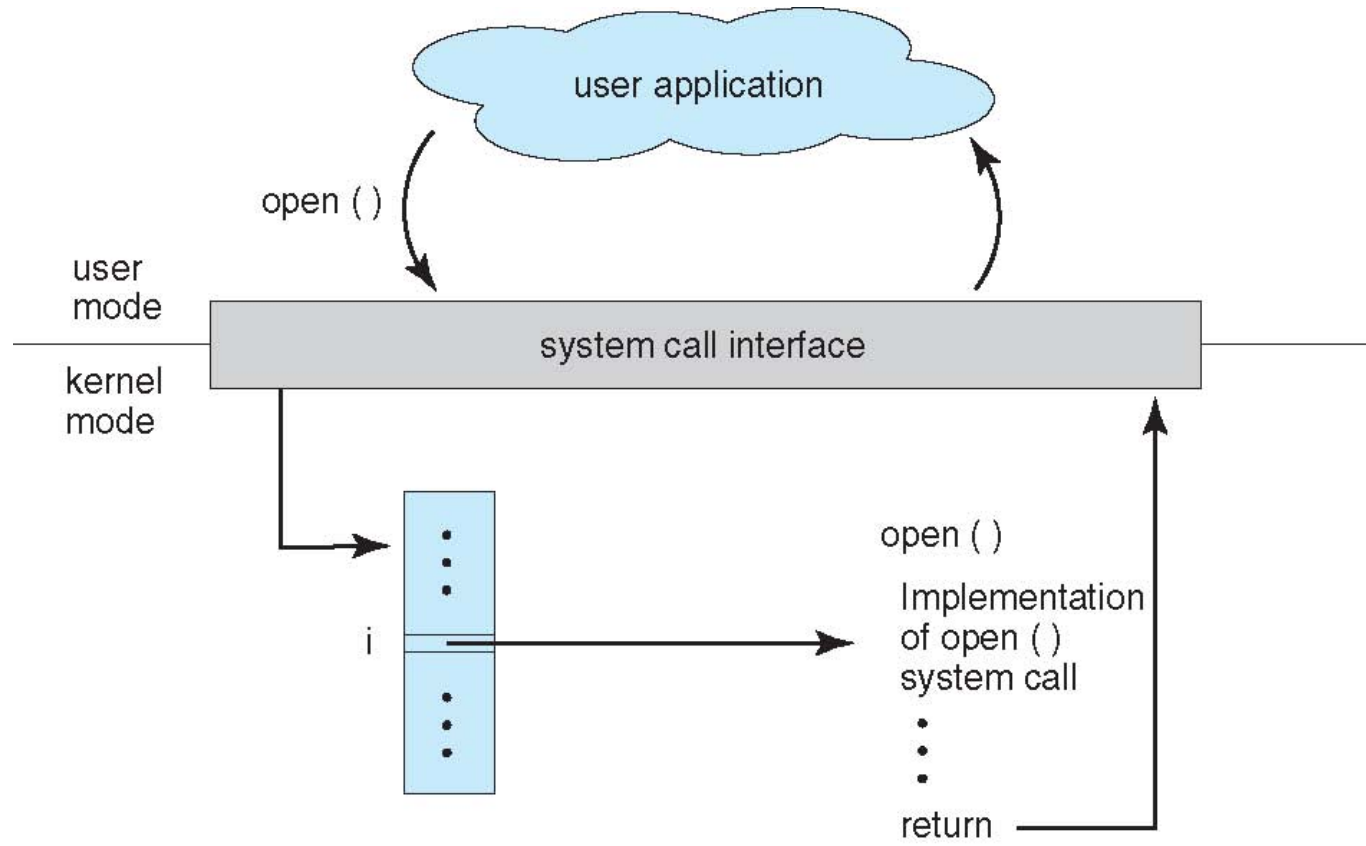 user application
open ( )
user
mode
system call interface
kernel
mode
open ( )
i
Implementation
of open ( )
system call
return